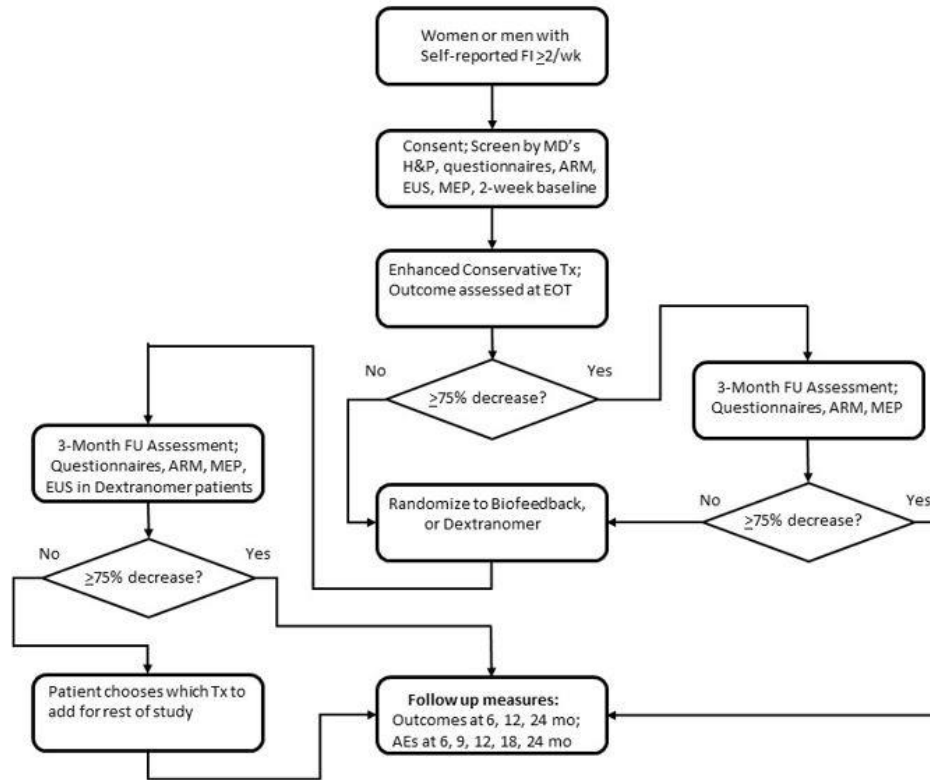 Women or men with
Self-reported FI ≥2/wk
Consent; Screen by MD's
H&P, questionnaires, ARM,
EUS, MEP, 2-week baseline
Enhanced Conservative Tx;
Outcome assessed at EOT
No
Yes
≥75% decrease?
3-Month FU Assessment;
Questionnaires, ARM, MEP
3-Month FU Assessment;
Questionnaires, ARM, MEP,
EUS in Dextranomer patients
Randomize to Biofeedback,
or Dextranomer
No
Yes
≥75% decrease?
No
Yes
≥75% decrease?
Patient chooses which Tx to
add for rest of study
Follow up measures:
Outcomes at 6, 12, 24 mo;
AEs at 6, 9, 12, 18, 24 mo